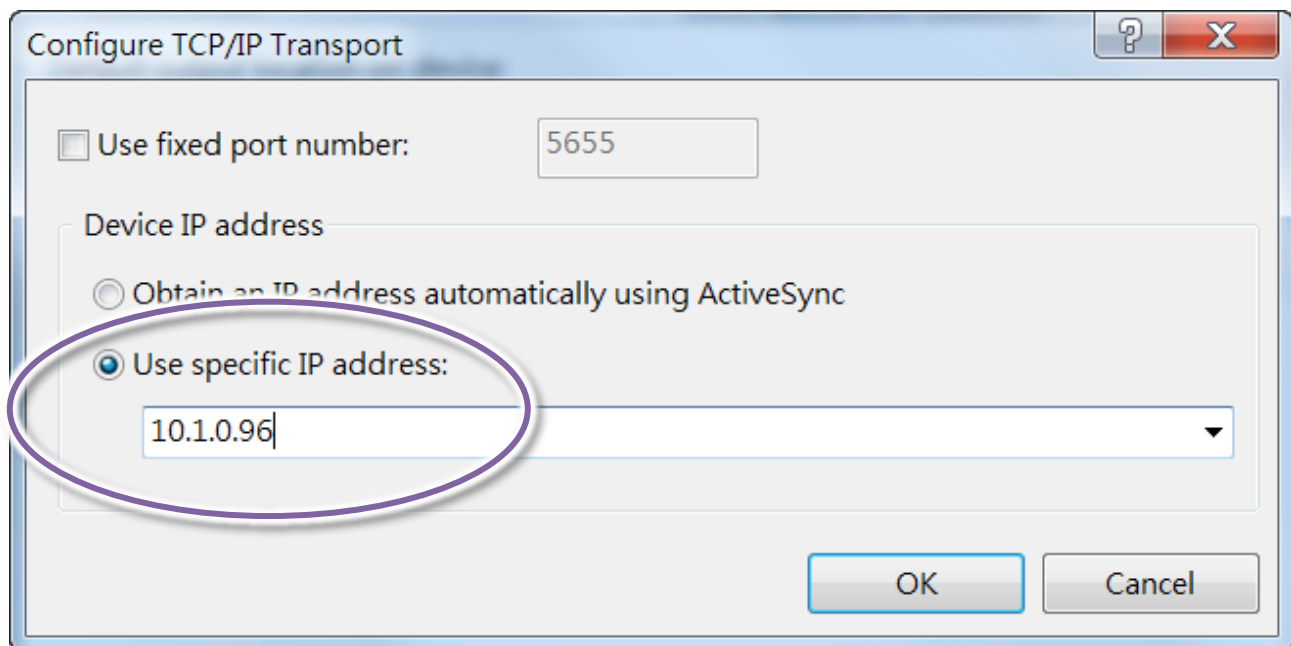 Configure TCP/IP Transport
Use fixed port number:
5655
Device IP address
Obtain an IP address automatically using ActiveSync
Use specific IP address:
10.1.0.96
OK
Cancel